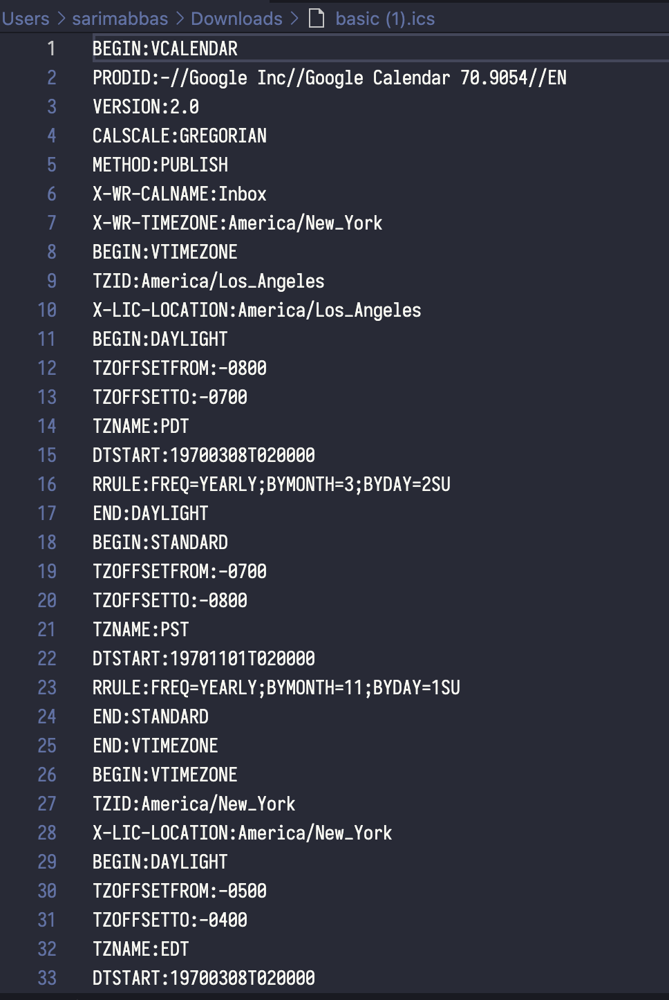 Users > sarimabbas > Downloads > basic (1).ics
1 BEGIN:VCALENDAR
2 PRODID:-//Google Inc//Google Calendar 70.9054//EN
3 VERSION:2.0
4 CALSCALE:GREGORIAN
5 METHOD:PUBLISH
6 X-WR-CALNAME:Inbox
7 X-WR-TIMEZONE:America/New_York
8 BEGIN:VTIMEZONE
9 TZID:America/Los_Angeles
10 X-LIC-LOCATION:America/Los_Angeles
11 BEGIN:DAYLIGHT
12 TZOFFSETFROM:-0800
13 TZOFFSETTO:-0700
14 TZNAME:PDT
15 DTSTART:19700308T020000
16 RRULE:FREQ=YEARLY;BYMONTH=3;BYDAY=2SU
17 END:DAYLIGHT
18 BEGIN:STANDARD
19 TZOFFSETFROM:-0700
20 TZOFFSETTO:-0800
21 TZNAME:PST
22 DTSTART:19701101T020000
23 RRULE:FREQ=YEARLY;BYMONTH=11;BYDAY=1SU
24 END:STANDARD
25 END:VTIMEZONE
26 BEGIN:VTIMEZONE
27 TZID:America/New_York
28 X-LIC-LOCATION:America/New_York
29 BEGIN:DAYLIGHT
30 TZOFFSETFROM:-0500
31 TZOFFSETTO:-0400
32 TZNAME:EDT
33 DTSTART:19700308T020000